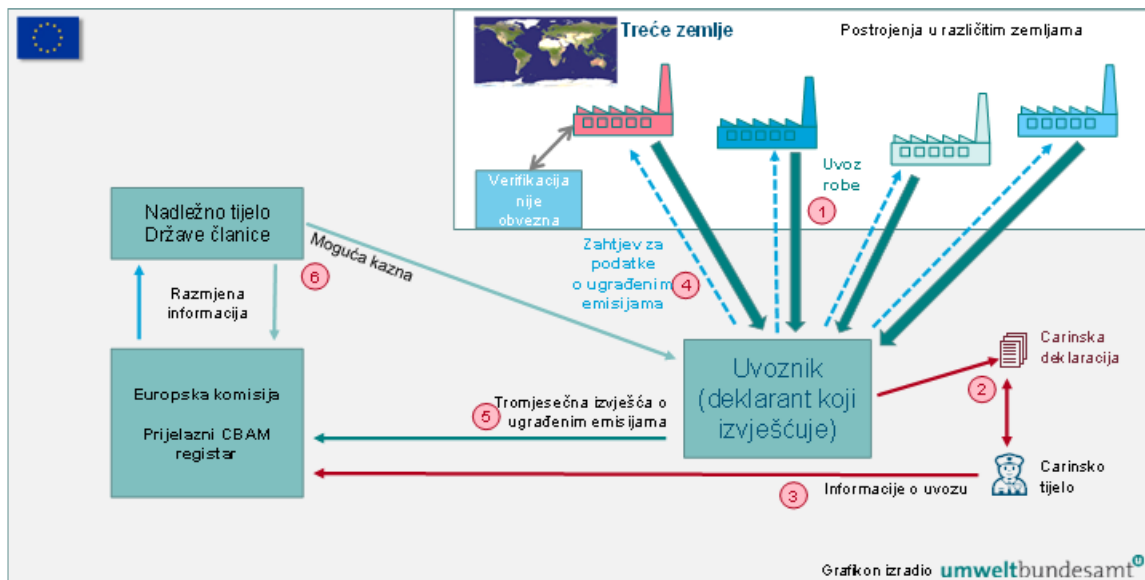 Treće zemlje
Postrojenja u različitim zemljama
Verifikacija
nije
obvezna
Uvoz
robe
1
Nadležno tijelo
Države članice
6
Moguća kazna
Zahtjev za
podatke
o ugrađenim
emisijama
4
Razmjena
informacija
Europska komisija
Prijelazni CBAM
registar
Tromjesečna izvješća o
ugrađenim emisijama
5
Uvoznik
(deklarant koji
izvješćuje)
Carinska
deklaracija
2
Carinsko
tijelo
Informacije o uvozu
3
Grafikon izradio umweltbundesamt u